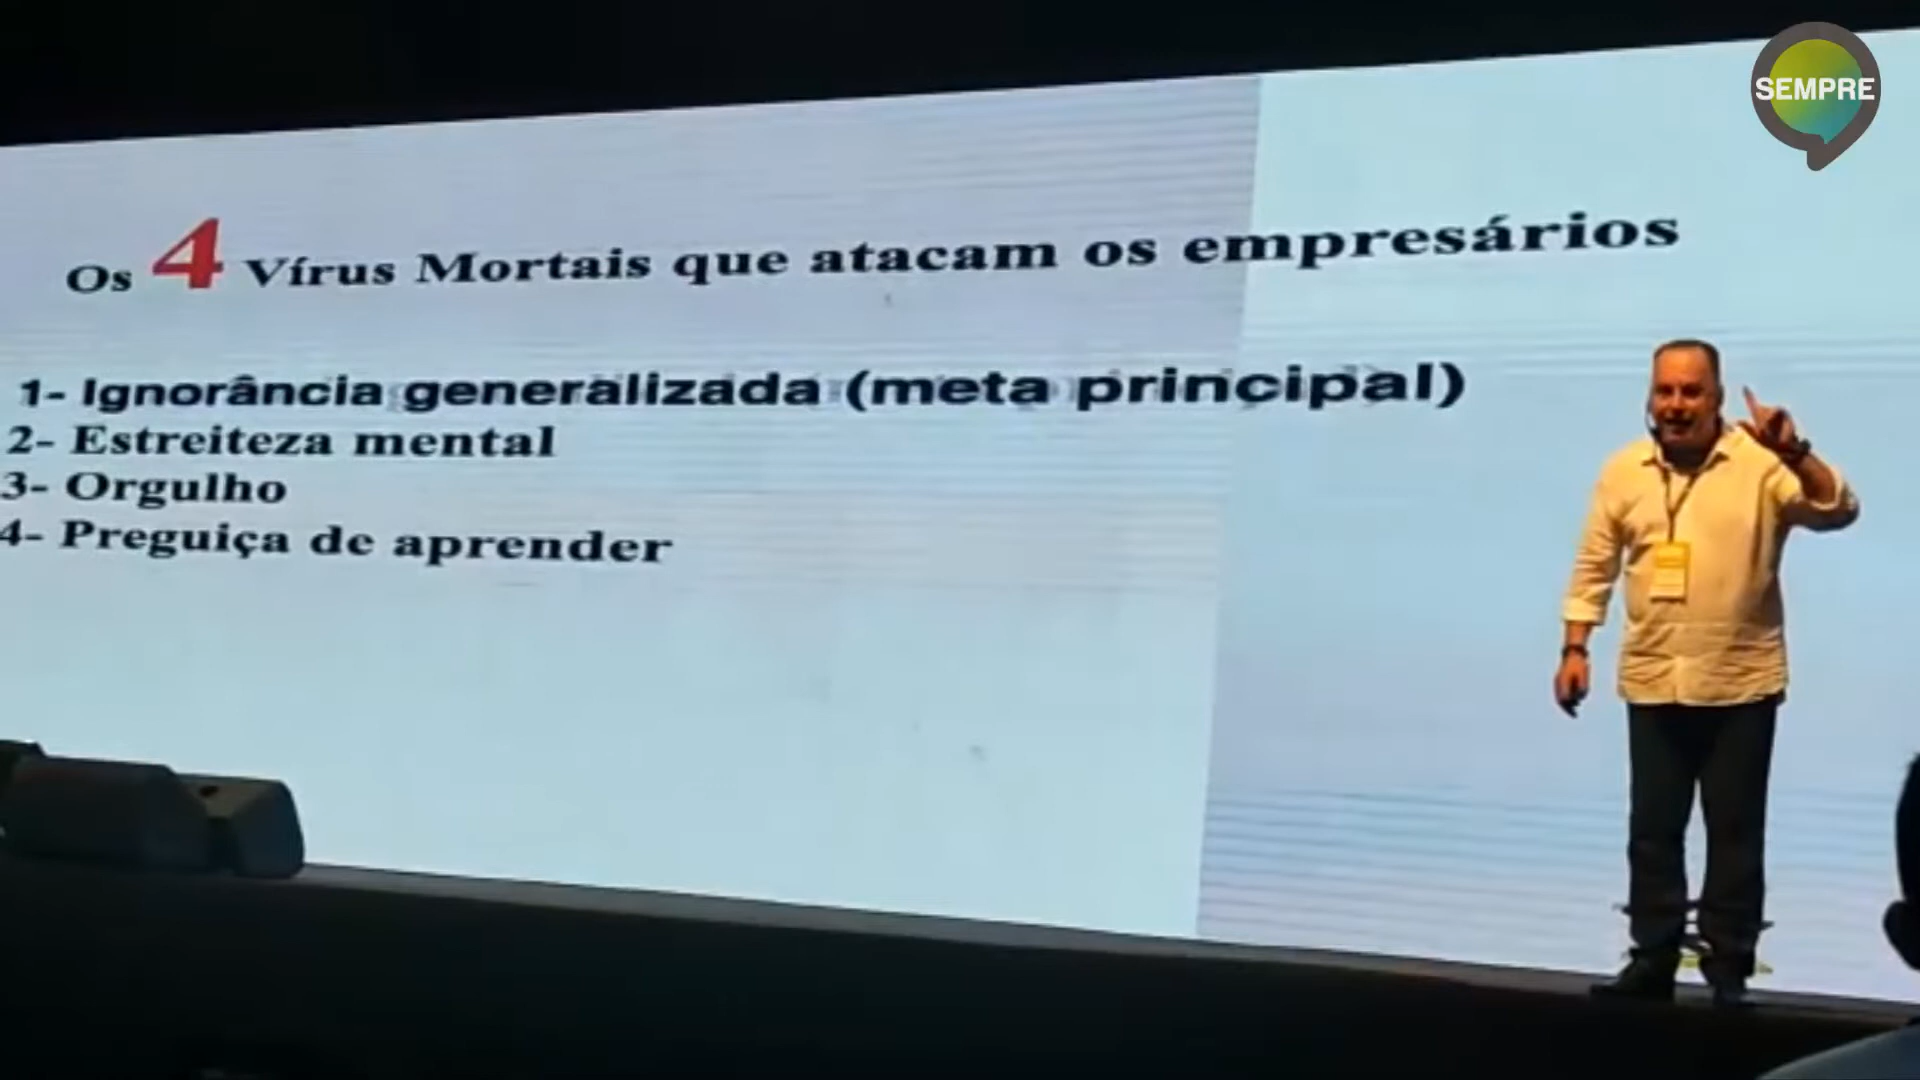 SEMPRE
Os 4 Vírus Mortais que atacam os empresários
1- Ignorância generalizada (meta principal)
2- Estreiteza mental
3- Orgulho
4- Preguiça de aprender